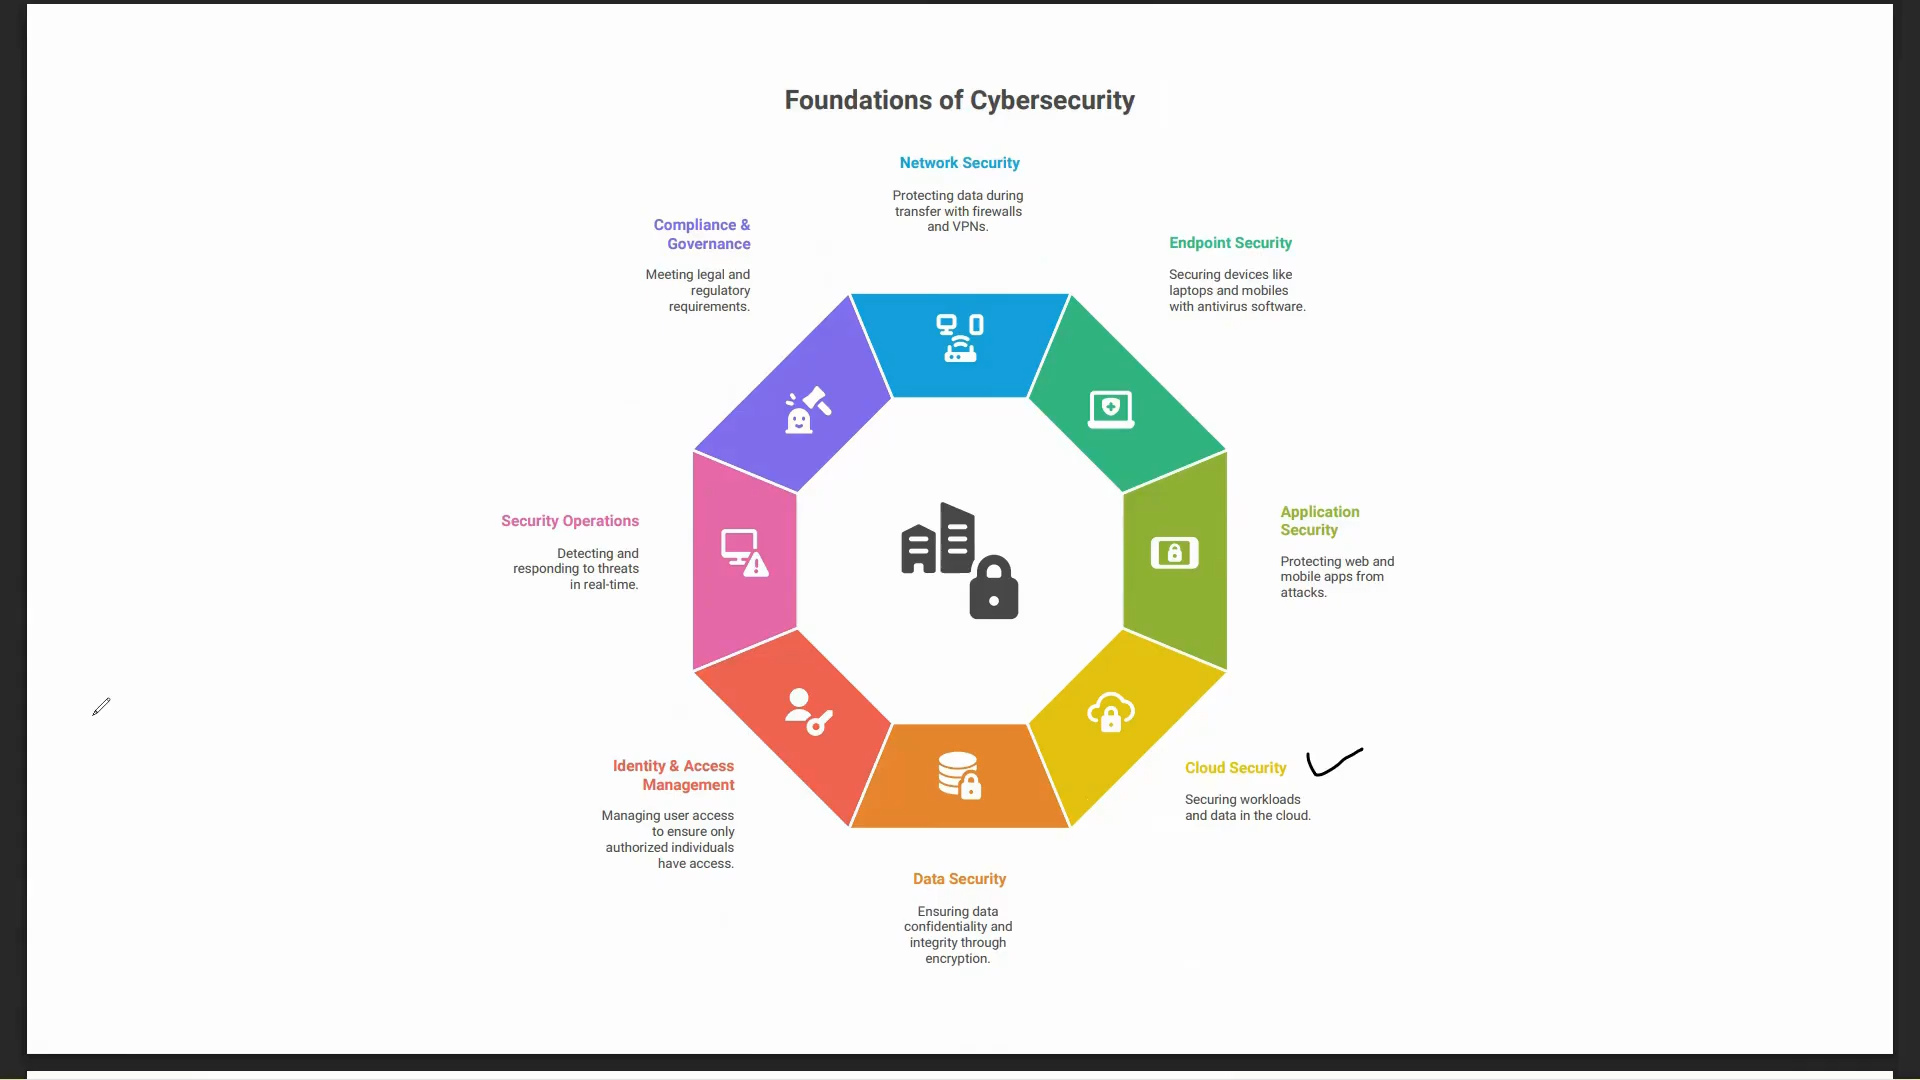 Foundations of Cybersecurity
Network Security
Protecting data during
transfer with firewalls
and VPNs.
Endpoint Security
Securing devices like
laptops and mobiles
with antivirus software.
Application
Security
Protecting web and
mobile apps from
attacks.
Cloud Security
Securing workloads
and data in the cloud.
Data Security
Ensuring data
confidentiality and
integrity through
encryption.
Identity & Access
Management
Managing user access
to ensure only
authorized individuals
have access.
Security Operations
Detecting and
responding to threats
in real-time.
Compliance &
Governance
Meeting legal and
regulatory
requirements.